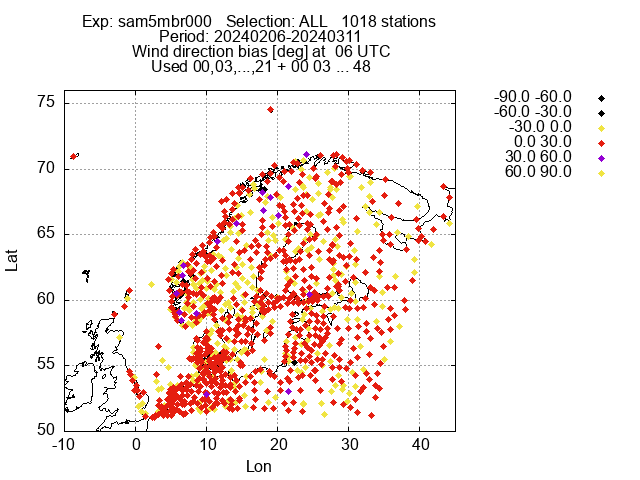 Exp: sam5mbr000 Selection: ALL 1018 stations
Period: 20240206-20240311
Wind direction bias [deg] at 06 UTC
Used 00,03,...,21 + 00 03 ... 48
-90.0 -60.0
-60.0 -30.0
-30.0 0.0
0.0 30.0
30.0 60.0
60.0 90.0
75
70
65
60
55
50
Lat
-10 0 10 20 30 40
Lon